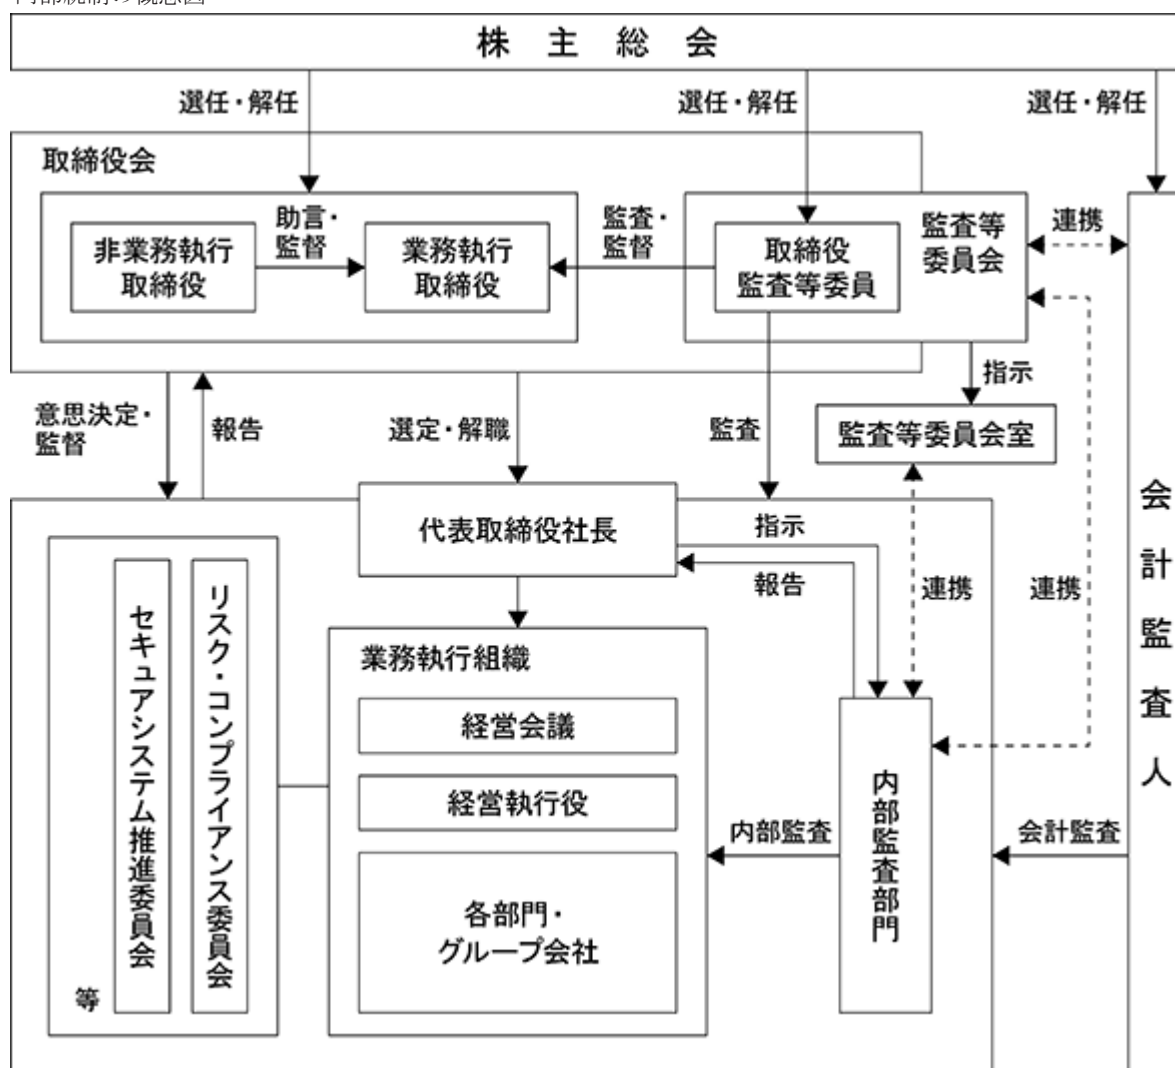 内部統制の概念図
株主総会
選任・解任
選任・解任
選任・解任
取締役会
非業務執行
取締役
助言・
監督
業務執行
取締役
監査・
監督
取締役
監査等委員
監査等
委員会
連携
意思決定・
監督
報告
選定・解職
監査
指示
監査等委員会室
代表取締役社長
指示
報告
連携
連携
会計監査人
セキュアシステム推進委員会
リスク・コンプライアンス委員会
等
業務執行組織
経営会議
経営執行役
各部門・
グループ会社
内部監査
内部監査部門
会計監査